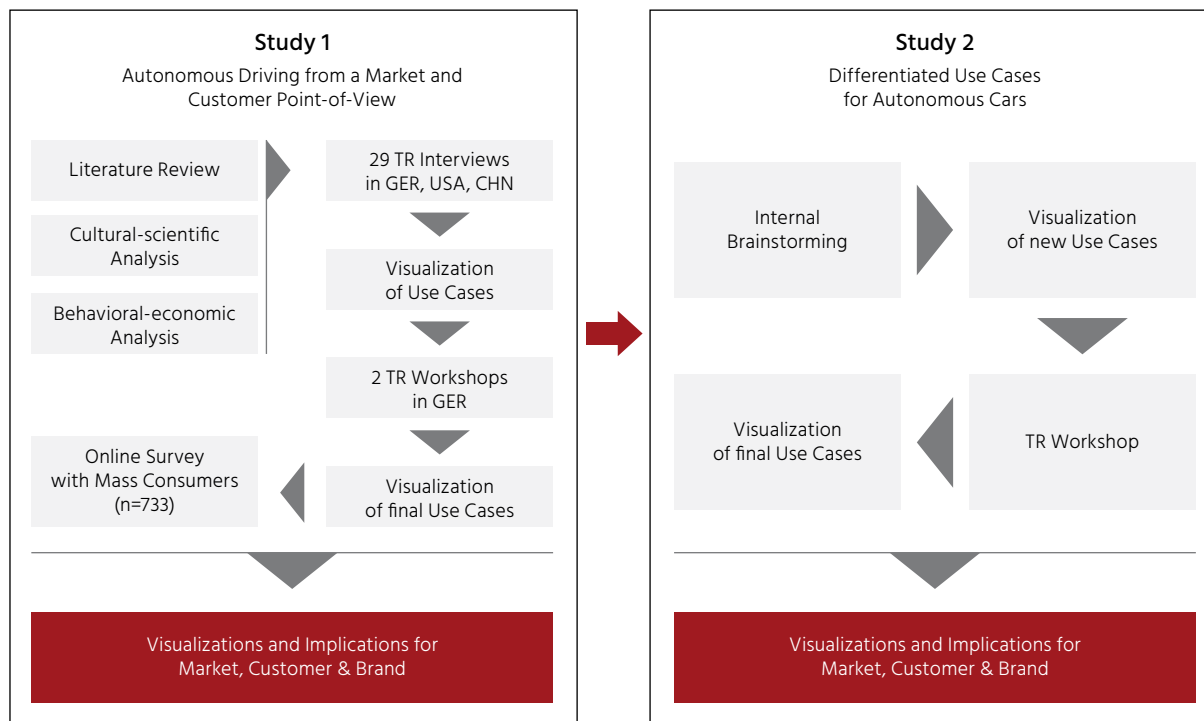 Study 1
Autonomous Driving from a Market and
Customer Point-of-View
Literature Review
Cultural-scientific
Analysis
Behavioral-economic
Analysis
29 TR Interviews
in GER, USA, CHN
Visualization
of Use Cases
2 TR Workshops
in GER
Visualization
of final Use Cases
Online Survey
with Mass Consumers
(n=733)
Visualizations and Implications for
Market, Customer & Brand
Study 2
Differentiated Use Cases
for Autonomous Cars
Internal
Brainstorming
Visualization
of new Use Cases
TR Workshop
Visualization
of final Use Cases
Visualizations and Implications for
Market, Customer & Brand